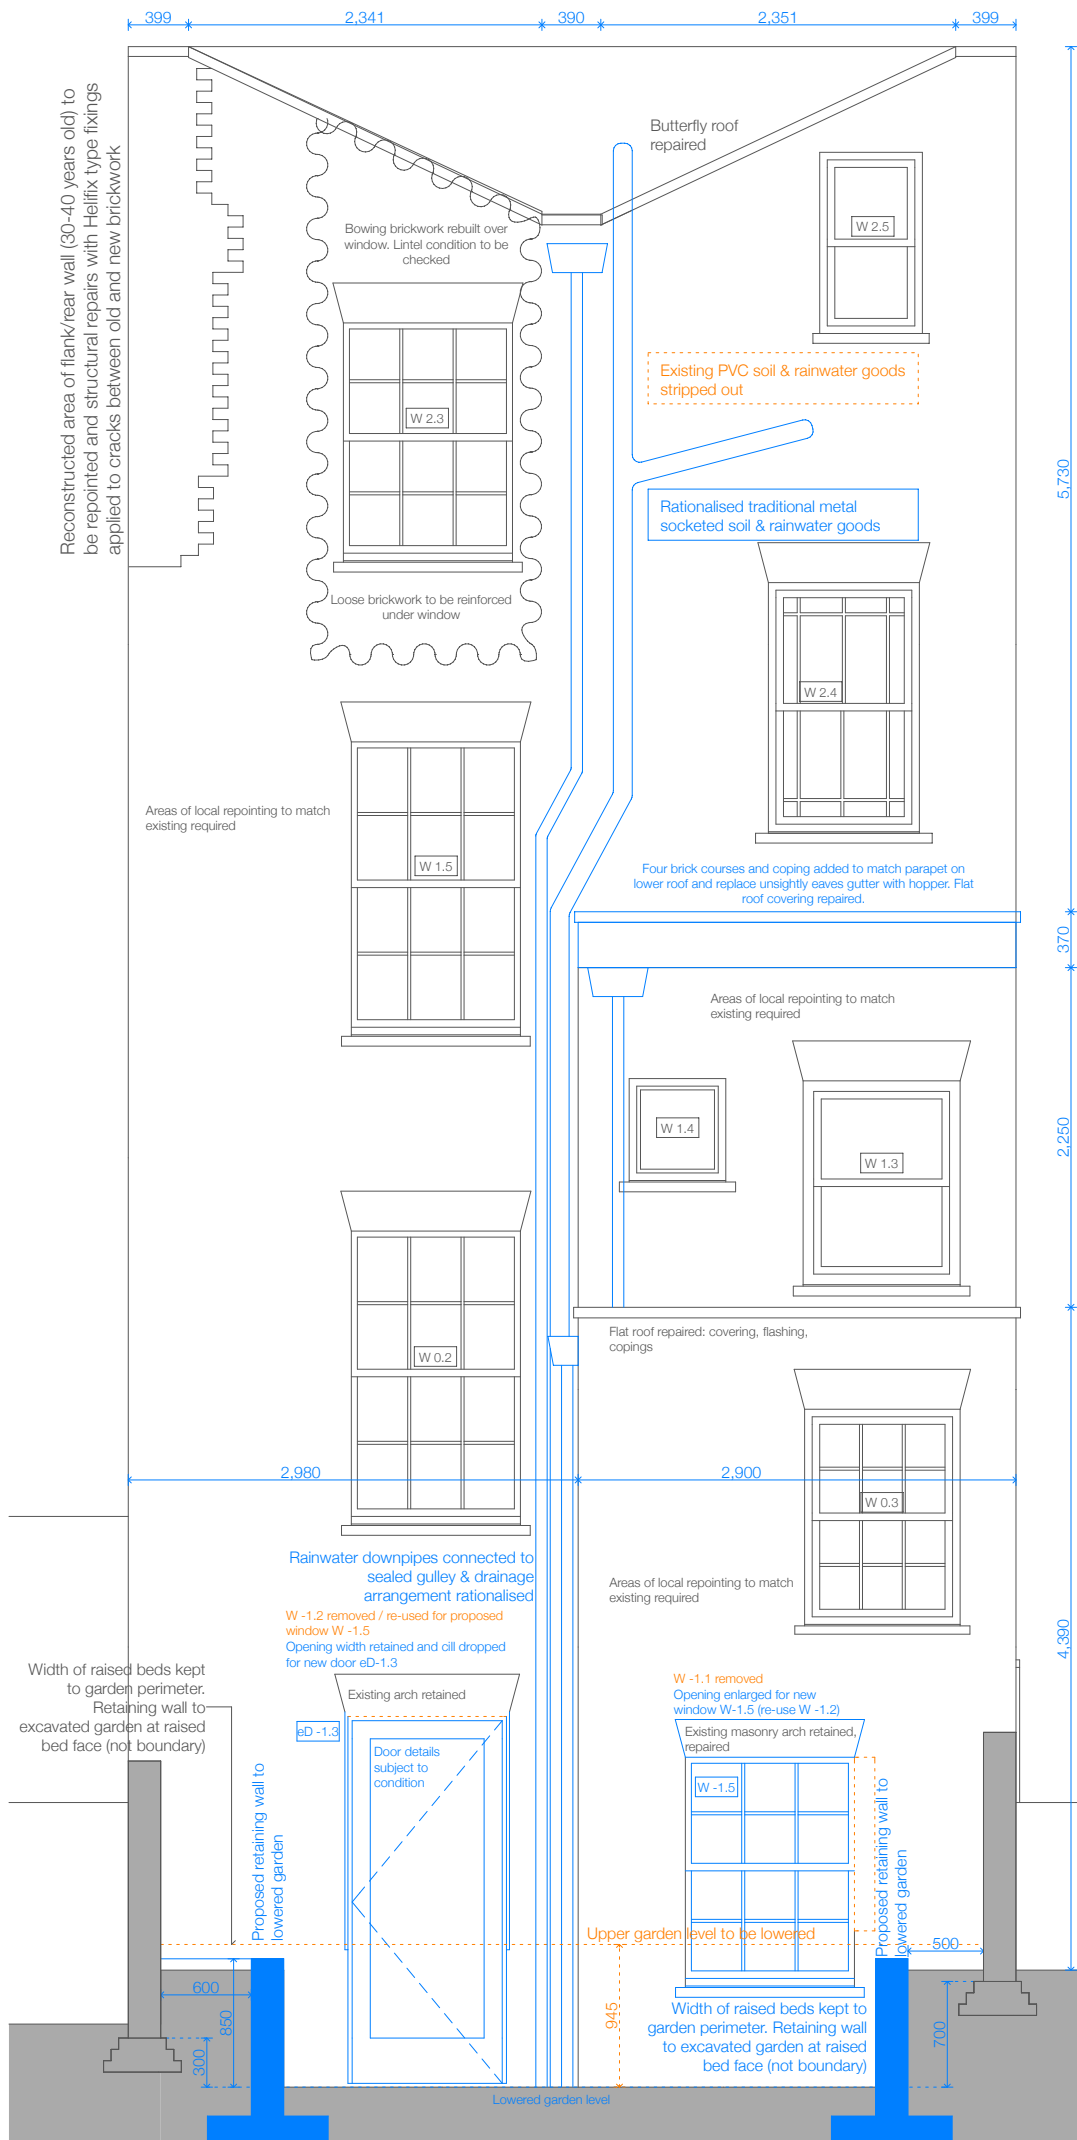 399
2,341
390
2,351
399
Reconstructed area of flank/rear wall (30-40 years old) to
be repointed and structural repairs with Helifix type fixings
applied to cracks between old and new brickwork
Butterfly roof
repaired
W 2.5
Bowing brickwork rebuilt over
window. Lintel condition to be
checked
Existing PVC soil & rainwater goods
stripped out
W 2.3
5,730
Rationalised traditional metal
socketed soil & rainwater goods
Loose brickwork to be reinforced
under window
W 2.4
Areas of local repointing to match
existing required
W 1.5
Four brick courses and coping added to match parapet on
lower roof and replace unsightly eaves gutter with hopper. Flat
roof covering repaired.
370
Areas of local repointing to match
existing required
W 1.4
W 1.3
2,250
Flat roof repaired: covering, flashing,
copings
W 0.2
2,980
2,900
W 0.3
Rainwater downpipes connected to
sealed gulley & drainage
arrangement rationalised
Areas of local repointing to match
existing required
W -1.2 removed / re-used for proposed
window W -1.5
Opening width retained and cill dropped
for new door eD-1.3
4,390
Width of raised beds kept
to garden perimeter.
Retaining wall to
excavated garden at raised
bed face (not boundary)
W -1.1 removed
Opening enlarged for new
window W-1.5 (re-use W -1.2)
Existing arch retained
eD -1.3
Existing masonry arch retained,
repaired
Door details
subject to
condition
W -1.5
Proposed retaining wall to
lowered garden
Proposed retaining wall to
lowered garden
Upper garden level to be lowered
500
600
850
300
945
700
Width of raised beds kept to
garden perimeter. Retaining wall
to excavated garden at raised
bed face (not boundary)
Lowered garden level